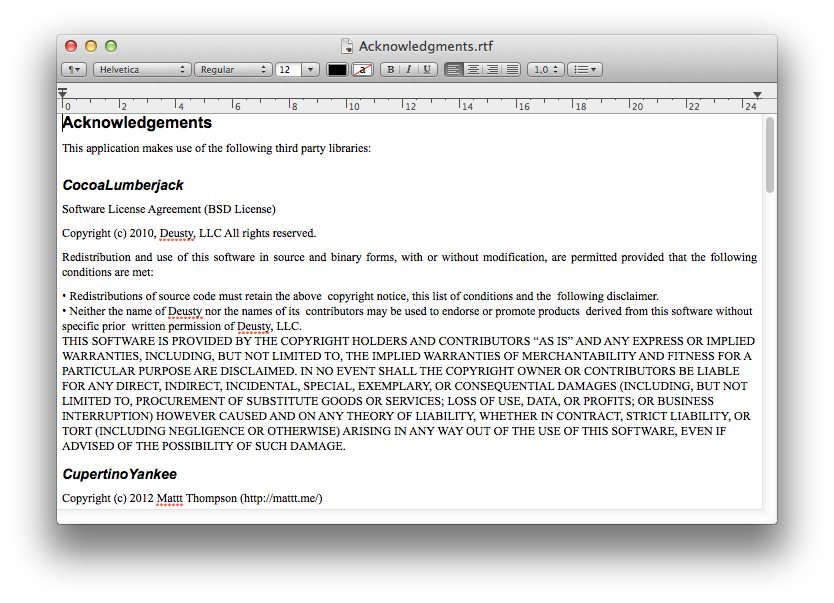 Acknowledgments.rtf
¶ Helvetica Regular 12 a B I U 1,0
0 2 4 6 8 10 12 14 16 18 20 22 24
Acknowledgements
This application makes use of the following third party libraries:
CocoaLumberjack
Software License Agreement (BSD License)
Copyright (c) 2010, Deusty, LLC All rights reserved.
Redistribution and use of this software in source and binary forms, with or without modification, are permitted provided that the following
conditions are met:
• Redistributions of source code must retain the above  copyright notice, this list of conditions and the  following disclaimer.
• Neither the name of Deusty nor the names of its  contributors may be used to endorse or promote products  derived from this software without
specific prior  written permission of Deusty, LLC.
THIS SOFTWARE IS PROVIDED BY THE COPYRIGHT HOLDERS AND CONTRIBUTORS “AS IS” AND ANY EXPRESS OR IMPLIED
WARRANTIES, INCLUDING, BUT NOT LIMITED TO, THE IMPLIED WARRANTIES OF MERCHANTABILITY AND FITNESS FOR A
PARTICULAR PURPOSE ARE DISCLAIMED. IN NO EVENT SHALL THE COPYRIGHT OWNER OR CONTRIBUTORS BE LIABLE
FOR ANY DIRECT, INDIRECT, INCIDENTAL, SPECIAL, EXEMPLARY, OR CONSEQUENTIAL DAMAGES (INCLUDING, BUT NOT
LIMITED TO, PROCUREMENT OF SUBSTITUTE GOODS OR SERVICES; LOSS OF USE, DATA, OR PROFITS; OR BUSINESS
INTERRUPTION) HOWEVER CAUSED AND ON ANY THEORY OF LIABILITY, WHETHER IN CONTRACT, STRICT LIABILITY, OR
TORT (INCLUDING NEGLIGENCE OR OTHERWISE) ARISING IN ANY WAY OUT OF THE USE OF THIS SOFTWARE, EVEN IF
ADVISED OF THE POSSIBILITY OF SUCH DAMAGE.
CupertinoYankee
Copyright (c) 2012 Mattt Thompson (http://mattt.me/)